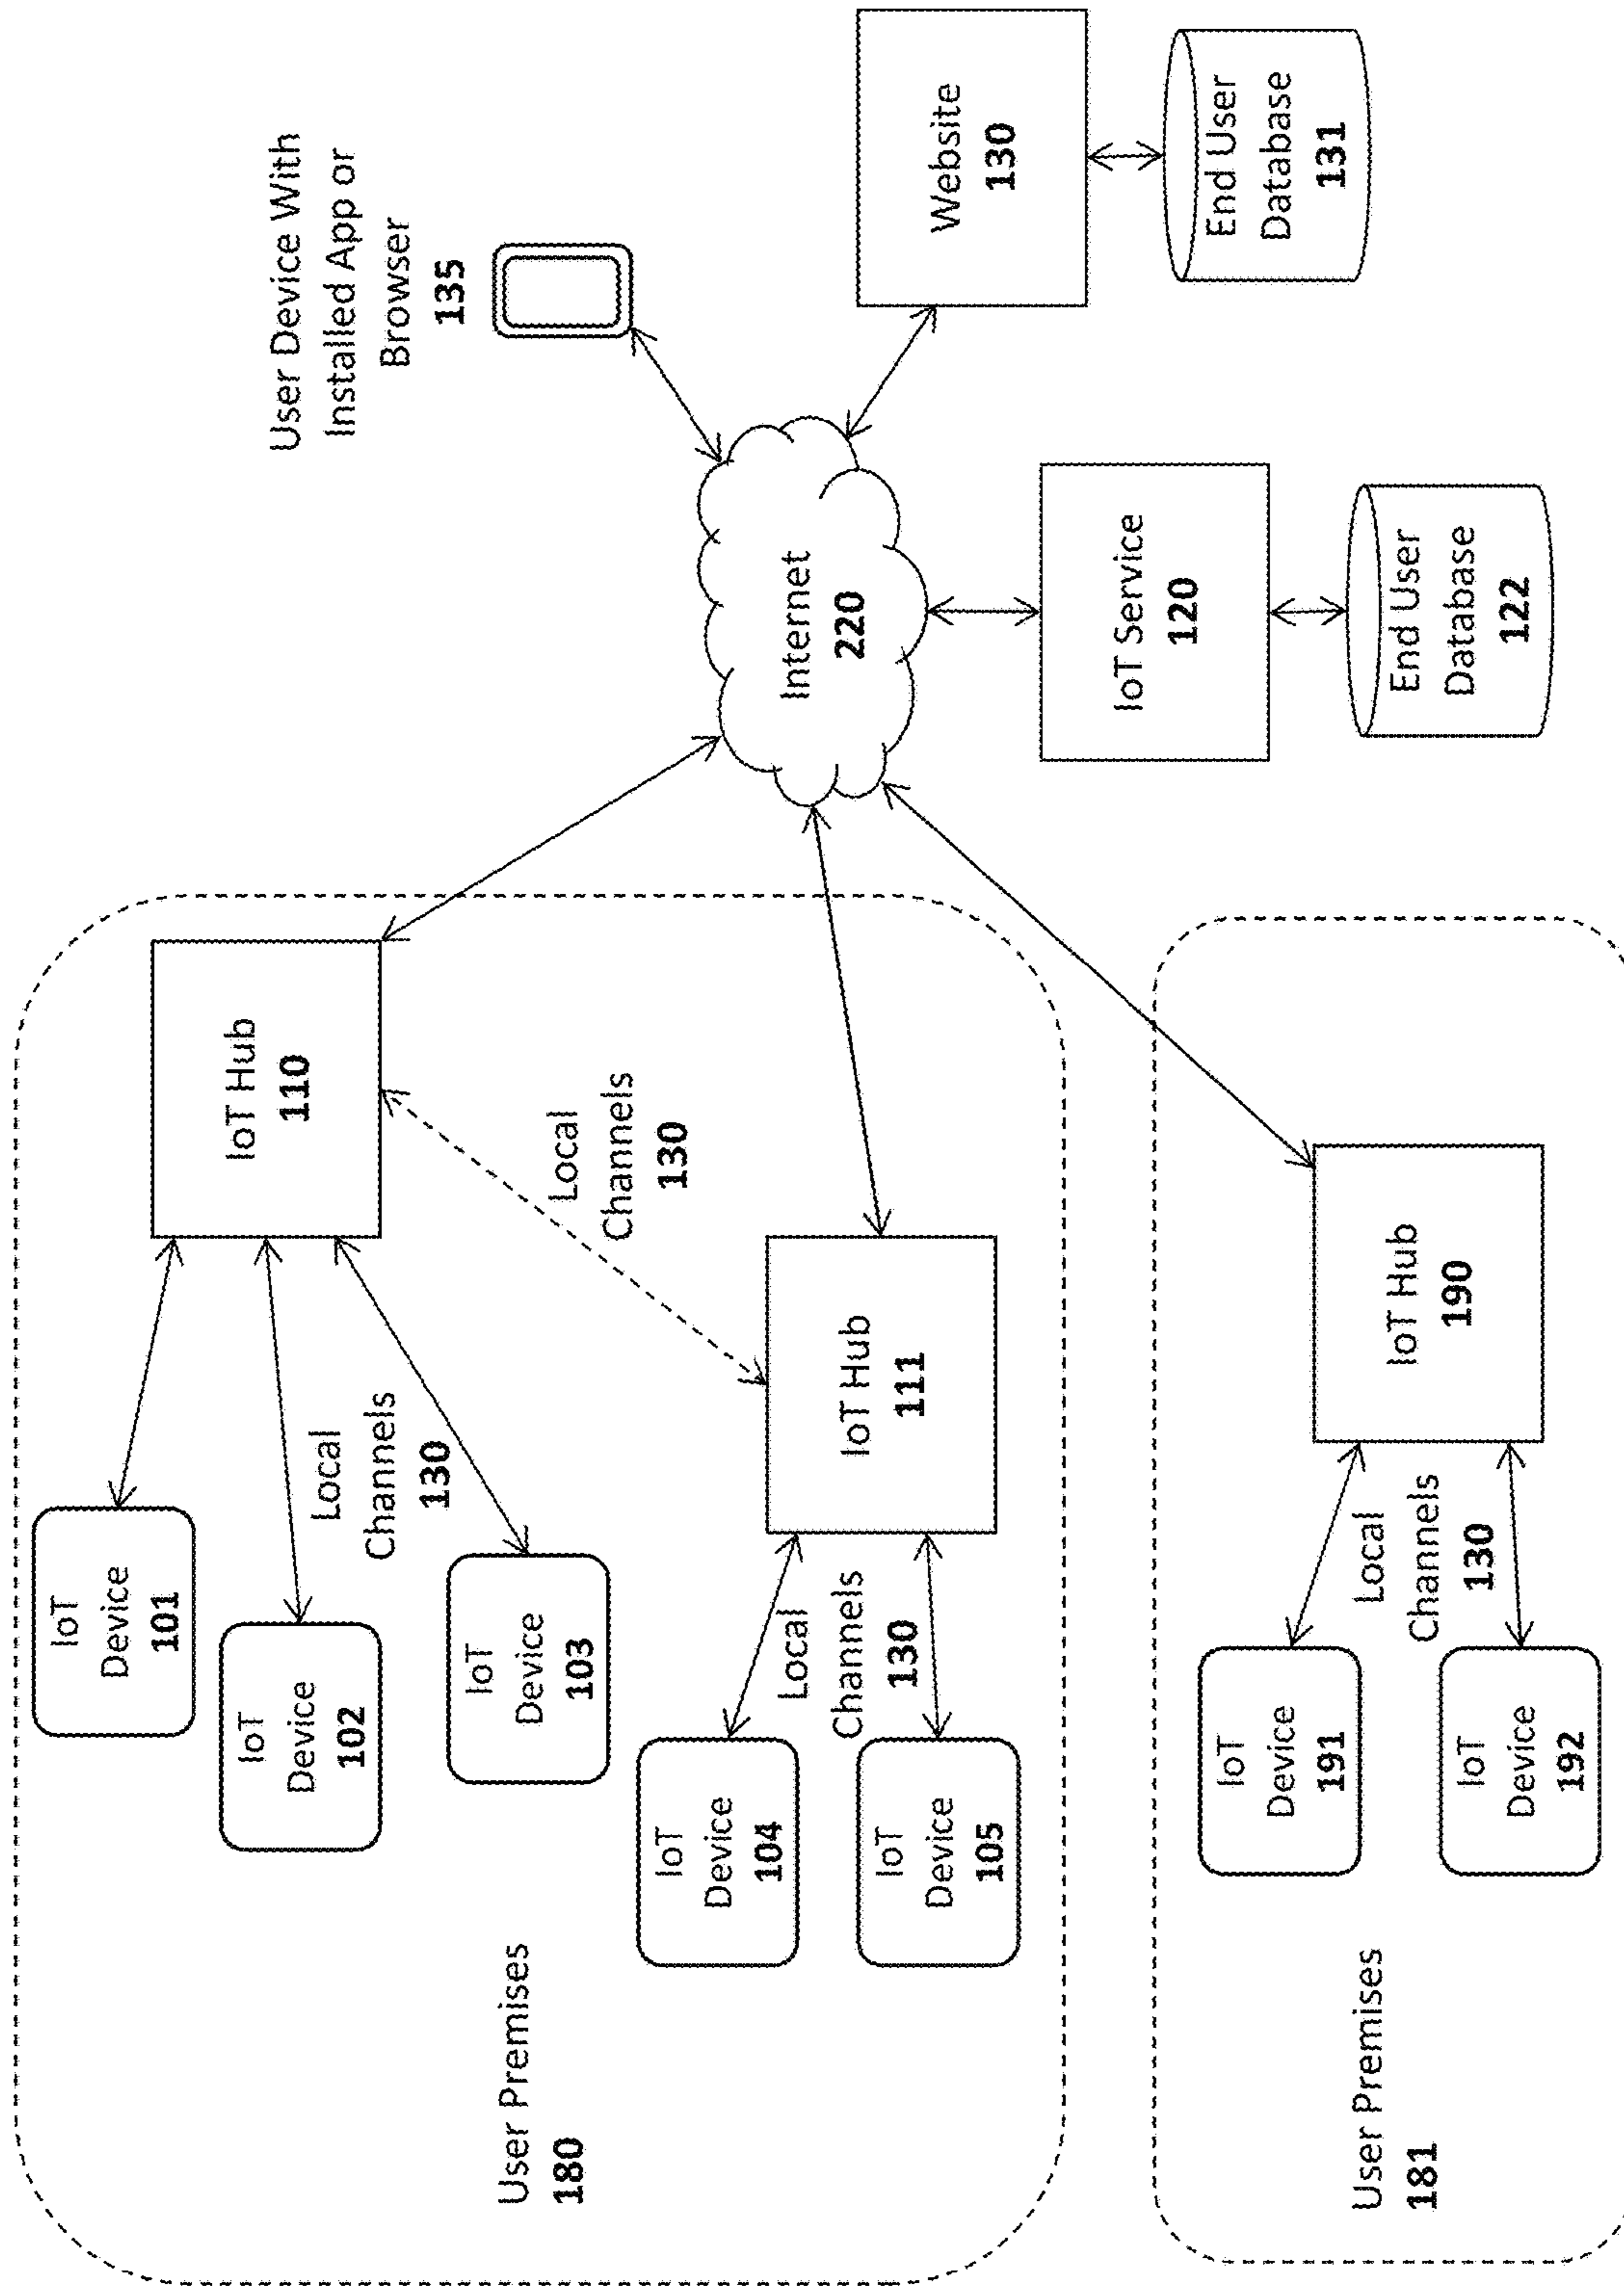 User Premises
180
IoT
Device
101
IoT
Device
102
IoT
Device
103
Local
Channels
130
IoT Hub
110
Local
Channels
130
IoT
Device
104
IoT
Device
105
Local
Channels
130
IoT Hub
111
User Premises
181
IoT
Device
191
IoT
Device
192
Local
Channels
130
IoT Hub
190
User Device With
Installed App or
Browser
135
Internet
220
Website
130
End User
Database
131
IoT Service
120
End User
Database
122